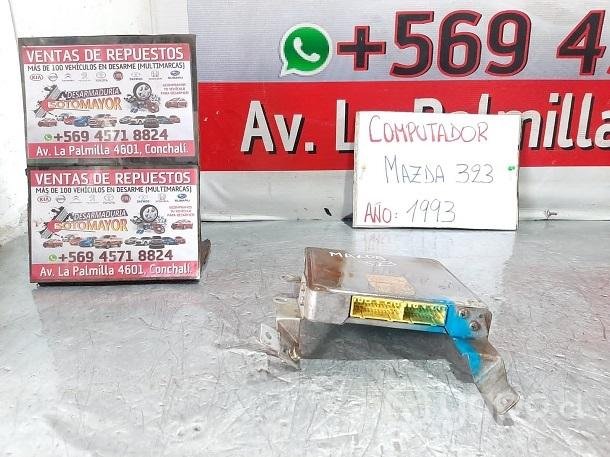 VENTAS DE REPUESTOS
MÁS DE 100 VEHÍCULOS EN DESARME (MULTIMARCAS)
DESARMADURIA
SOTOMAYOR
+569 4571 8824
Av. La Palmilla 4601, Conchalí.
VENTAS DE REPUESTOS
MÁS DE 100 VEHÍCULOS EN DESARME (MULTIMARCAS)
DESARMADURIA
SOTOMAYOR
+569 4571 8824
Av. La Palmilla 4601, Conchalí.
+569 4
Av. La Palmilla
COMPUTADOR
MAZDA 323
AÑO: 1993
MAZDA
323